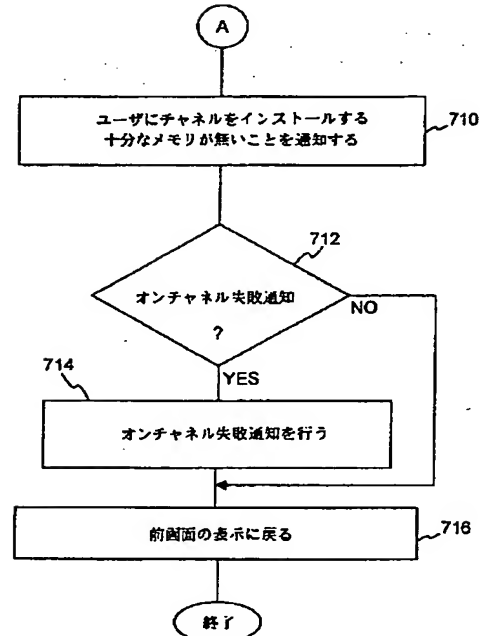 A
ユーザにチャネルをインストールする
十分なメモリが無いことを通知する
710
712
オンチャネル失敗通知
?
NO
YES
714
オンチャネル失敗通知を行う
前画面の表示に戻る
716
終了